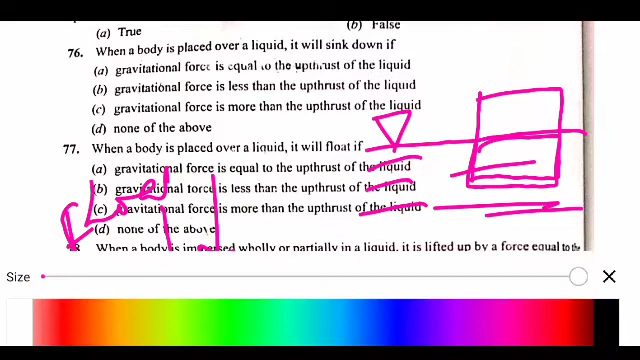 (a) True (b) False
76. When a body is placed over a liquid, it will sink down if
(a) gravitational force is equal to the upthrust of the liquid
(b) gravitational force is less than the upthrust of the liquid
(c) gravitational force is more than the upthrust of the liquid
(d) none of the above
77. When a body is placed over a liquid, it will float if
(a) gravitational force is equal to the upthrust of the liquid
(b) gravitational force is less than the upthrust of the liquid
(c) gravitational force is more than the upthrust of the liquid
(d) none of the above
When a body is immersed wholly or partially in a liquid, it is lifted up by a force equal to the
Size